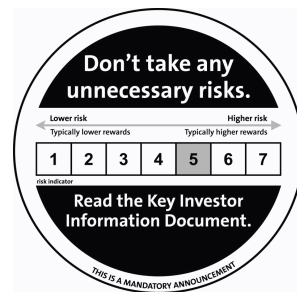 Don't take any
unnecessary risks.
Lower risk Higher risk
Typically lower rewards Typically higher rewards
1 2 3 4 5 6 7
risk indicator
Read the Key Investor
Information Document.
THIS IS A MANDATORY ANNOUNCEMENT